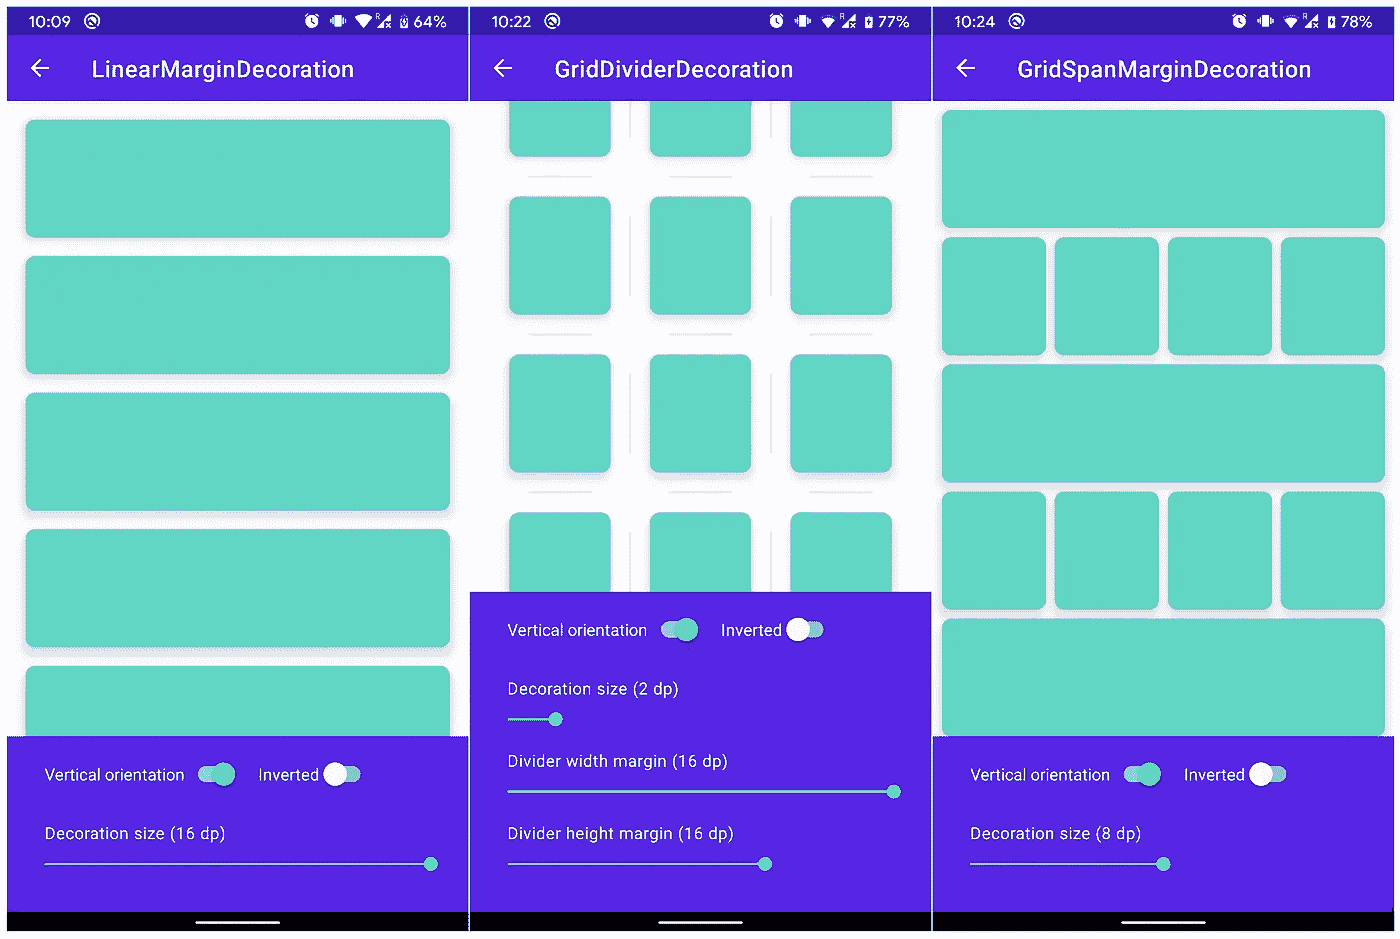 10:09 64%
LinearMarginDecoration
Vertical orientation Inverted
Decoration size (16 dp)
10:22 R 77%
GridDividerDecoration
Vertical orientation Inverted
Decoration size (2 dp)
Divider width margin (16 dp)
Divider height margin (16 dp)
10:24 R 78%
GridSpanMarginDecoration
Vertical orientation Inverted
Decoration size (8 dp)